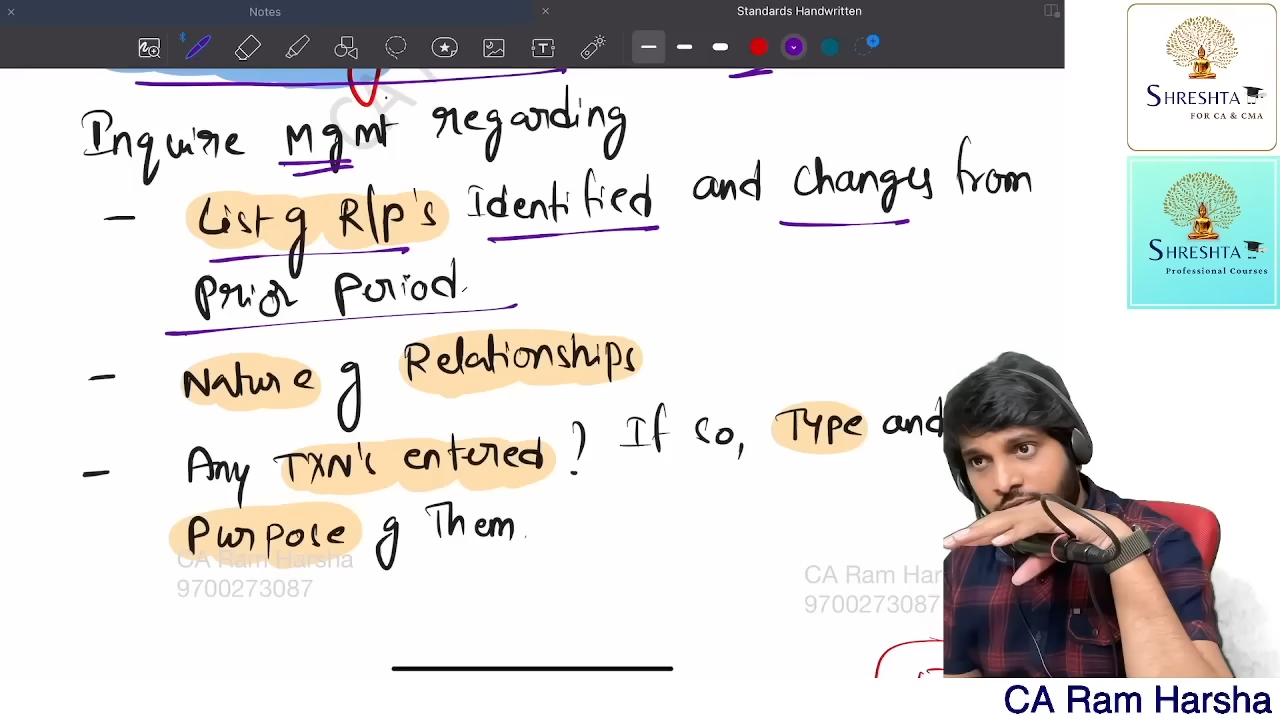 Notes
Standards Handwritten
Inquire Mgmt regarding
- List of R/p's Identified and changes from
Prior Period.
- Nature of Relationships
- Any TXN's entered ? If so, Type and
Purpose of Them.
CA Ram Harsha
9700273087
CA Ram Har
9700273087
SHRESHTA
FOR CA & CMA
SHRESHTA
Professional Courses
CA Ram Harsha